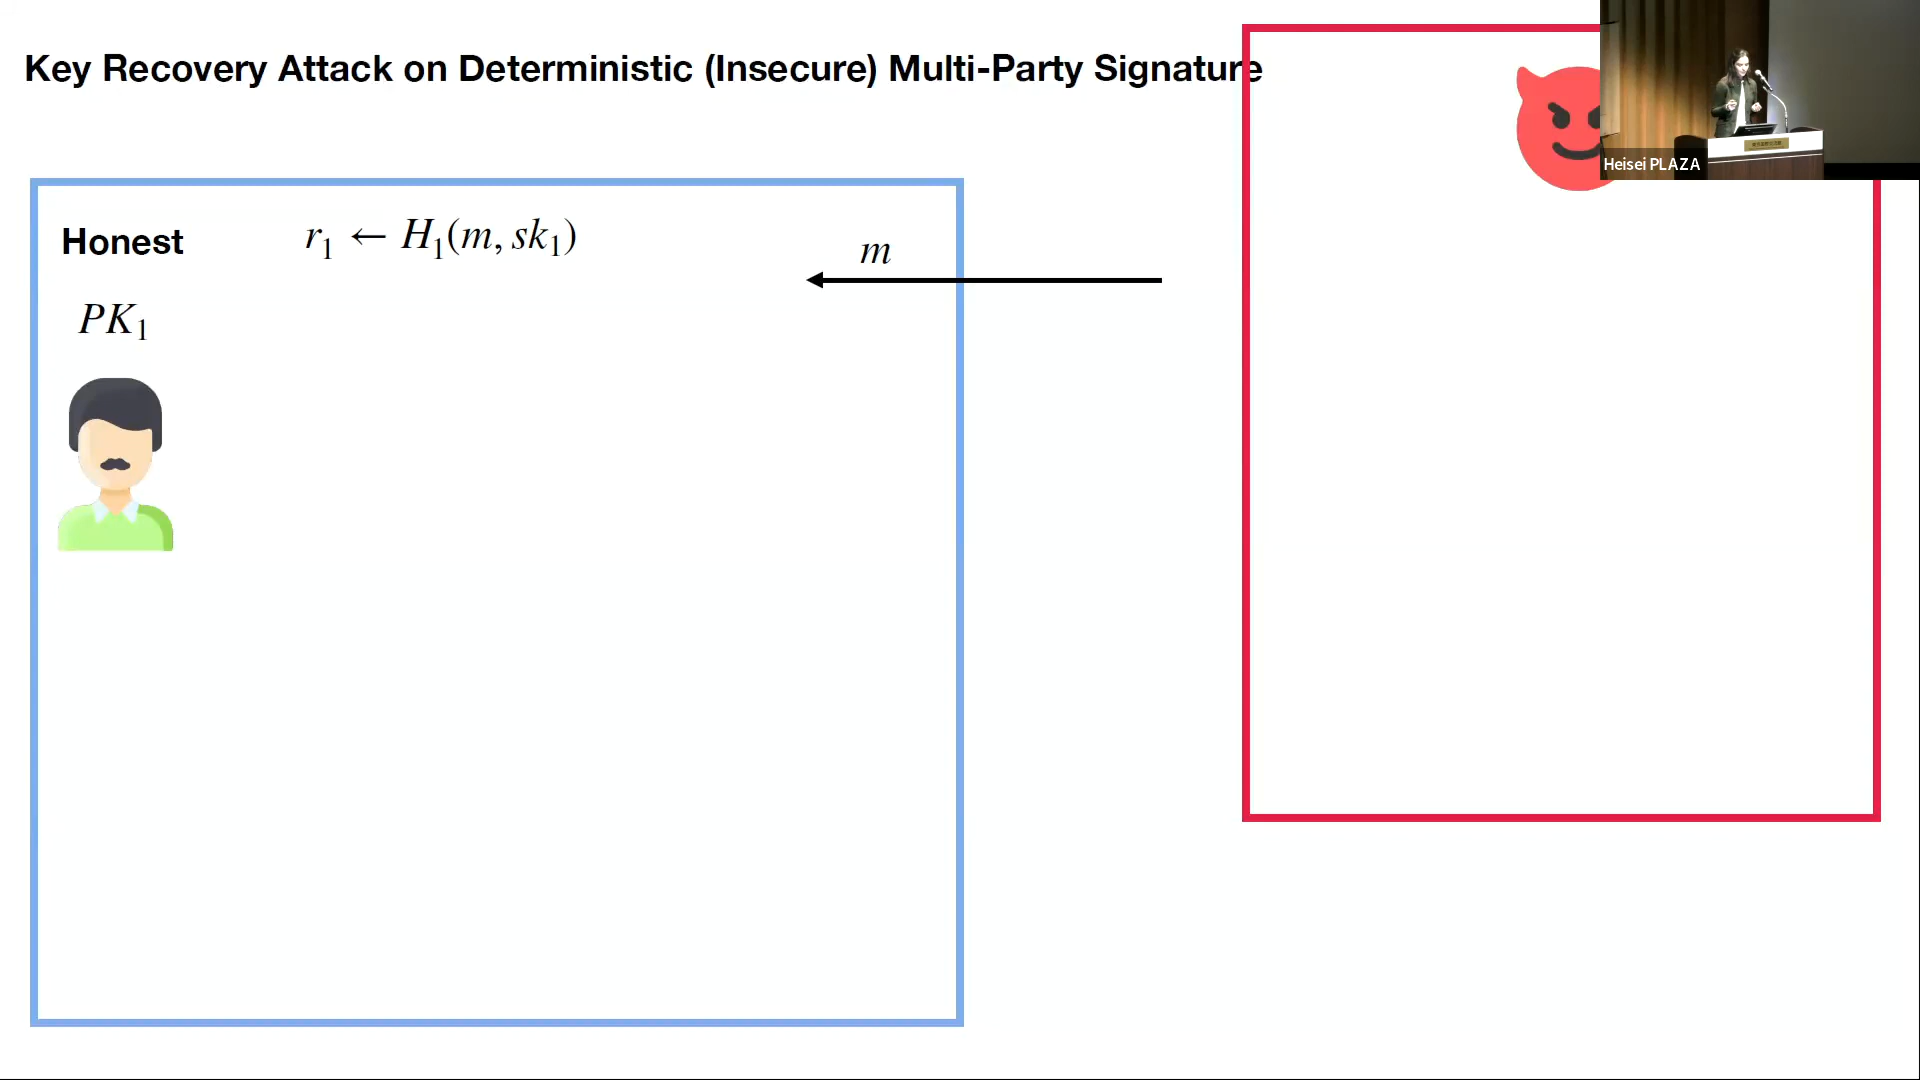 Key Recovery Attack on Deterministic (Insecure) Multi-Party Signature
Heisei PLAZA
Honest
r₁ ← H₁(m, sk₁)
m
PK₁